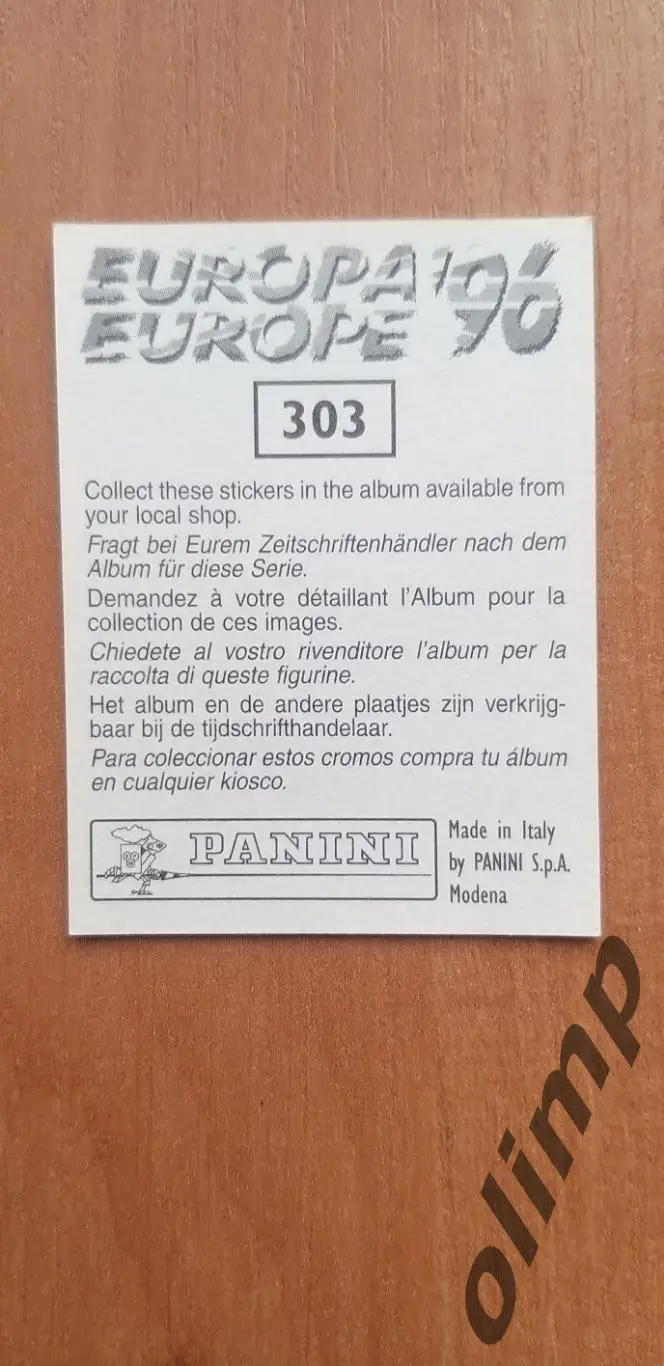 EUROPA '96
EUROPE
303
Collect these stickers in the album available from
your local shop.
Fragt bei Eurem Zeitschriftenhändler nach dem
Album für diese Serie.
Demandez à votre détaillant l'Album pour la
collection de ces images.
Chiedete al vostro rivenditore l'album per la
raccolta di queste figurine.
Het album en de andere plaatjes zijn verkrijg-
baar bij de tijdschrifthandelaar.
Para coleccionar estos cromos compra tu álbum
en cualquier kiosco.
PANINI
Made in Italy
by PANINI S.p.A.
Modena
olimp